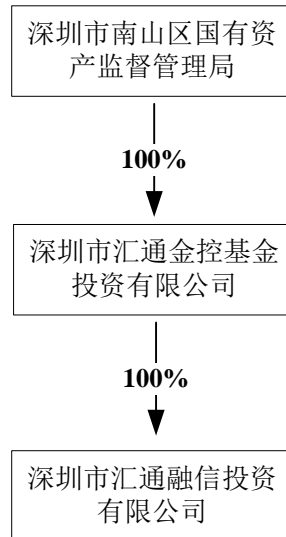 深圳市南山区国有资
产监督管理局
100%
深圳市汇通金控基金
投资有限公司
100%
深圳市汇通融信投资
有限公司